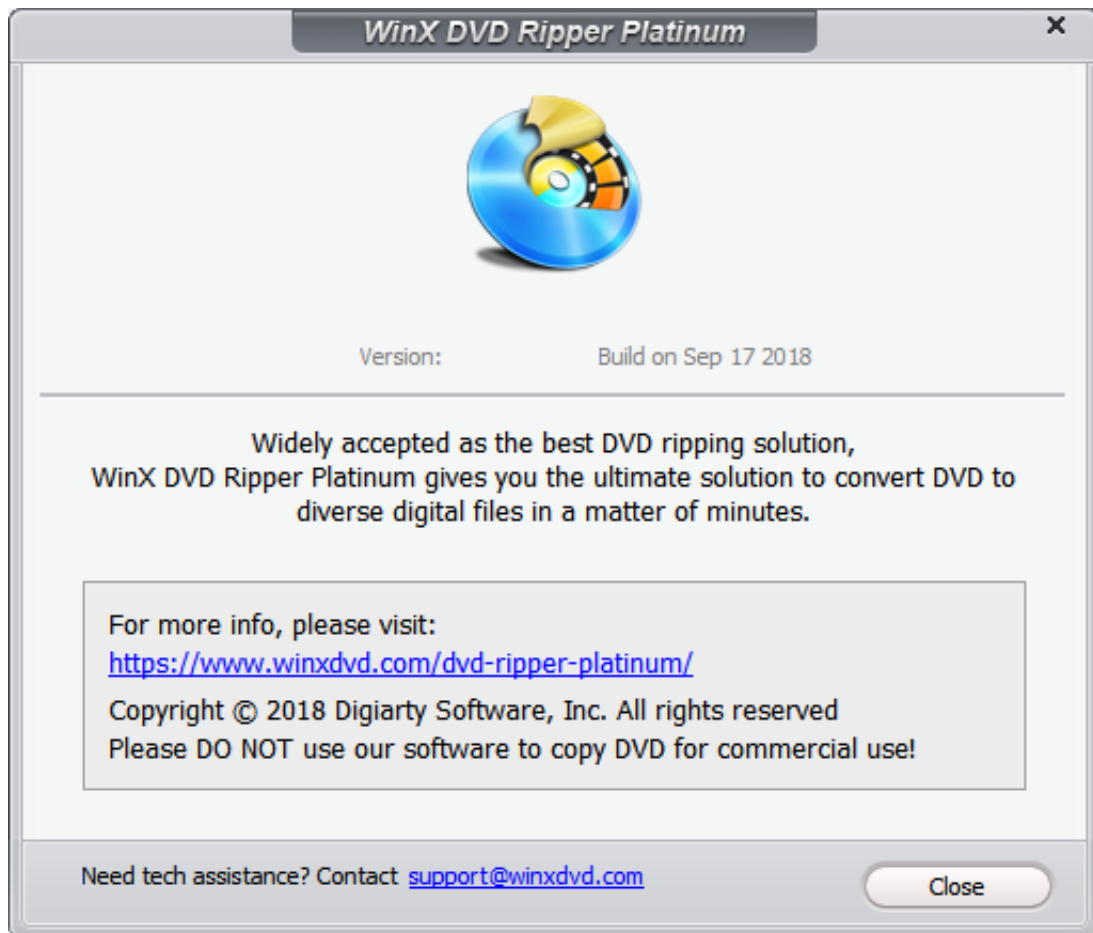 WinX DVD Ripper Platinum
Version: Build on Sep 17 2018
Widely accepted as the best DVD ripping solution,
WinX DVD Ripper Platinum gives you the ultimate solution to convert DVD to
diverse digital files in a matter of minutes.
For more info, please visit:
https://www.winxdvd.com/dvd-ripper-platinum/
Copyright © 2018 Digiarty Software, Inc. All rights reserved
Please DO NOT use our software to copy DVD for commercial use!
Need tech assistance? Contact support@winxdvd.com
Close